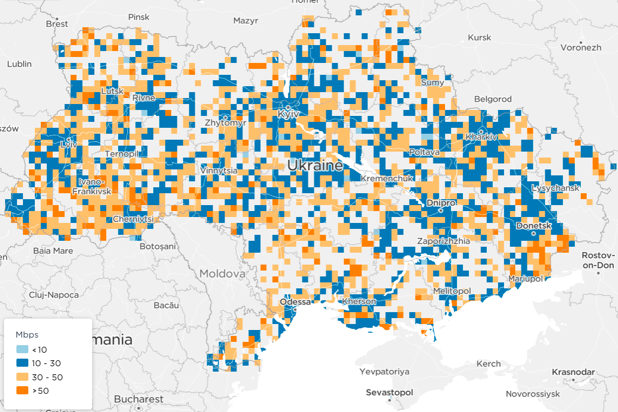 Homel
Pinsk
Brest
Mazyr
Kursk
Voronezh
Lublin
Sumy
Lutsk
Rivne
Belgorod
Kyiv
Zhytomyr
Kharkiv
Lviv
Poltava
Ternopil
Ukraine
Vinnytsia
Kremenchuk
Lysychansk
Ivano-
Frankivsk
Dnipro
Chernivtsi
Donetsk
Zaporizhzhia
Baia Mare
Botoșani
Rostov-
on-Don
Moldova
Mariupol
Melitopol
Cluj-Napoca
Odessa
Kherson
Bacău
Mbps
<10
10 - 30
30 - 50
>50
mania
Kerch
Yevpatoriya
Krasnodar
Sevastopol
Novorossiysk
Bucharest